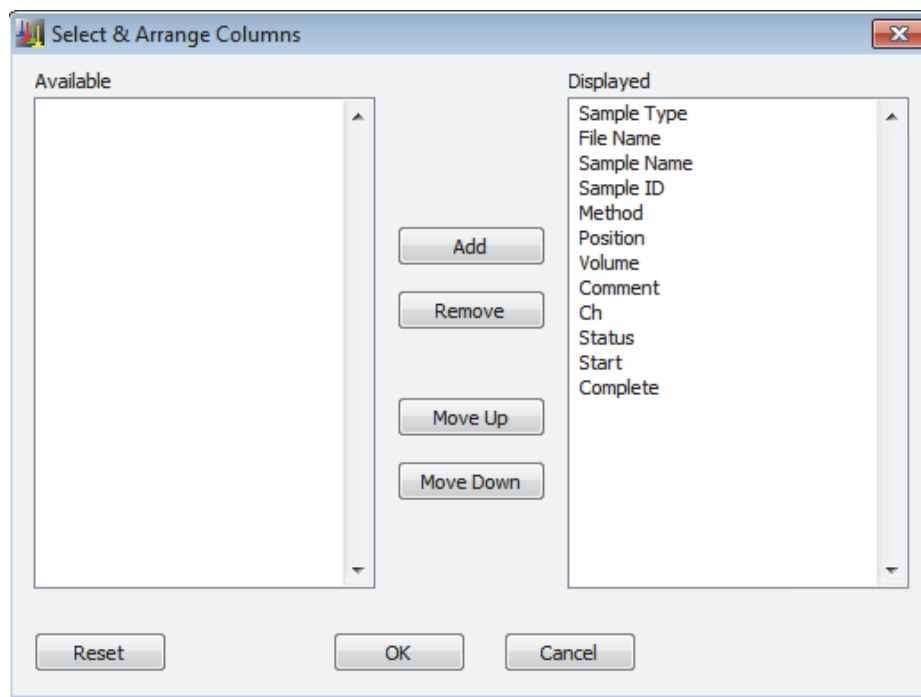 Select & Arrange Columns
Available
Displayed
Sample Type
File Name
Sample Name
Sample ID
Method
Position
Volume
Comment
Ch
Status
Start
Complete
Add
Remove
Move Up
Move Down
Reset
OK
Cancel